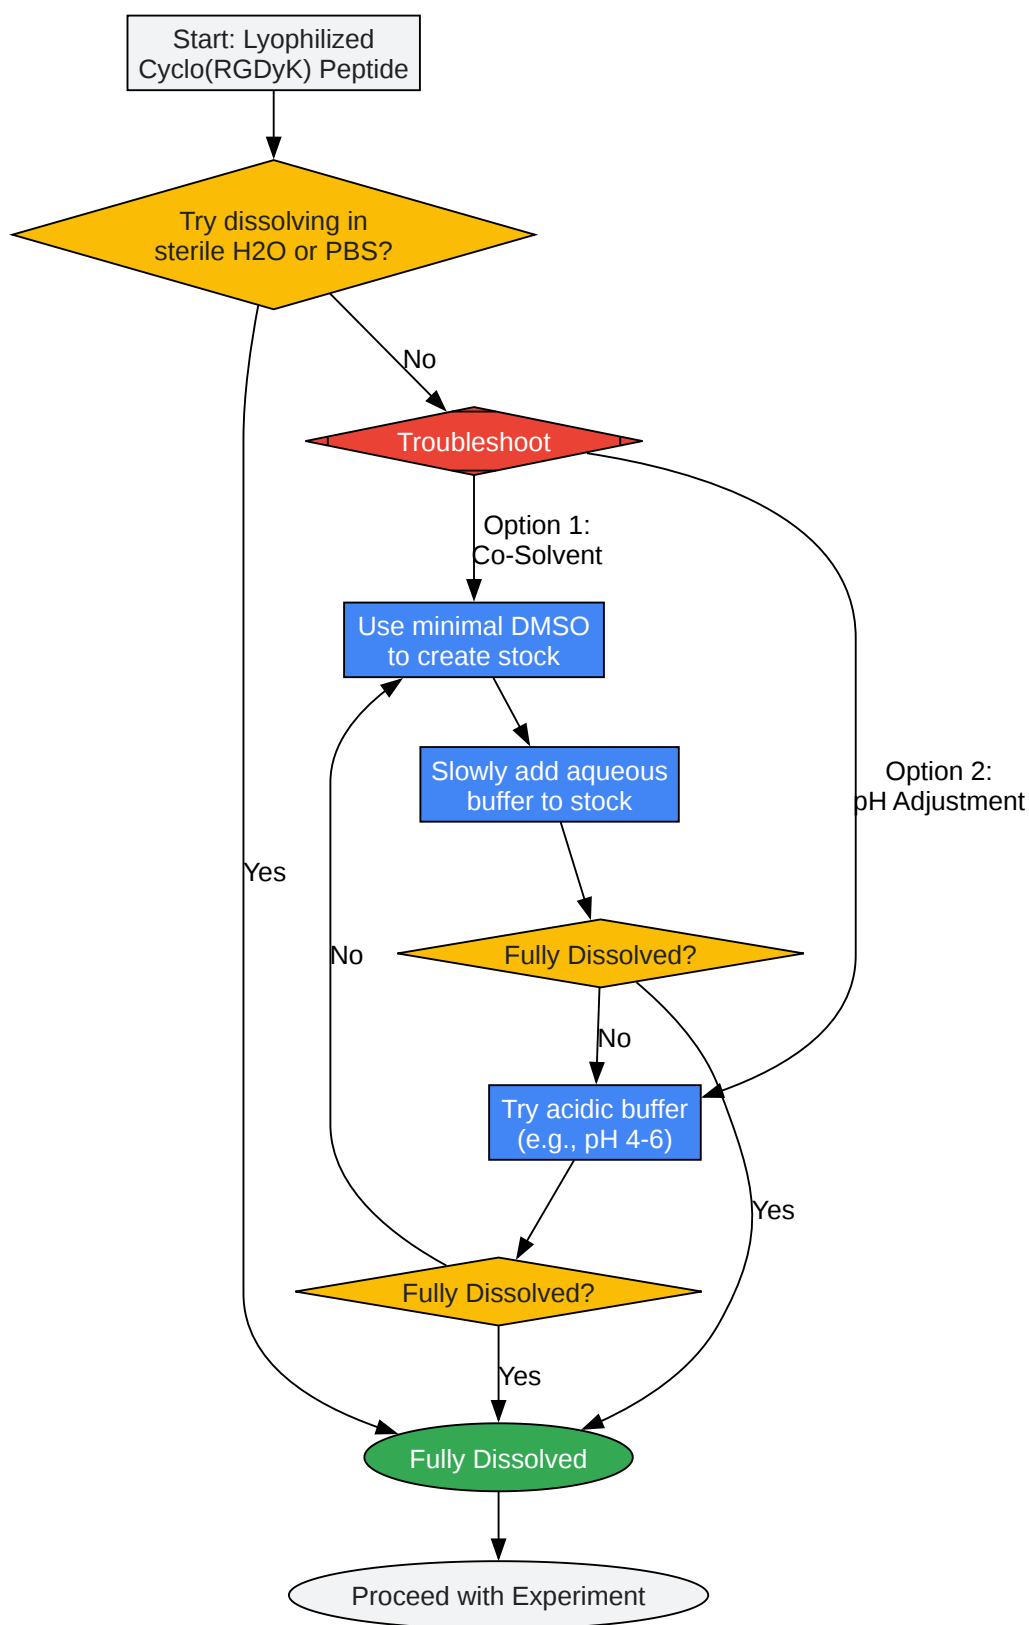 Start: Lyophilized
Cyclo(RGDyK) Peptide
Try dissolving in
sterile H2O or PBS?
No
Troubleshoot
Option 1:
Co-Solvent
Use minimal DMSO
to create stock
Slowly add aqueous
buffer to stock
Option 2:
pH Adjustment
Yes
No
Fully Dissolved?
No
Try acidic buffer
(e.g., pH 4-6)
Yes
Fully Dissolved?
Yes
Fully Dissolved
Proceed with Experiment